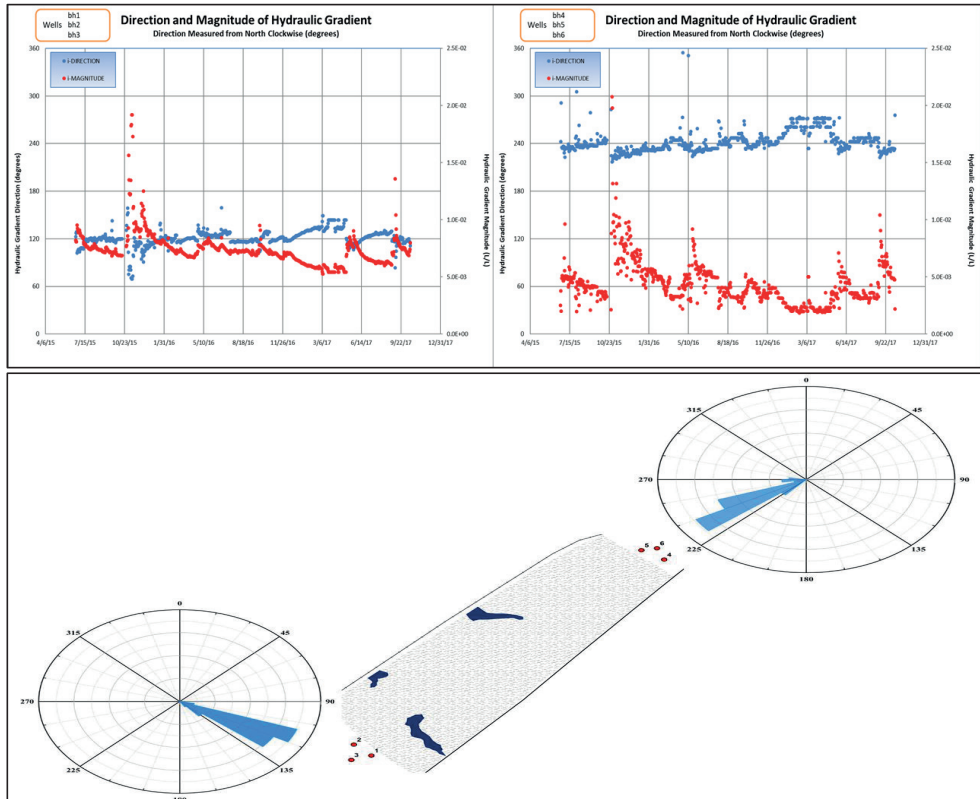 Wells
bh1
bh2
bh3
Direction and Magnitude of Hydraulic Gradient
Direction Measured from North Clockwise (degrees)
i-DIRECTION
i-MAGNITUDE
Hydraulic Gradient Direction (degrees)
360
300
240
180
120
60
0
2.5E-02
2.0E-02
1.5E-02
1.0E-02
5.0E-03
0.0E+00
Hydraulic Gradient Magnitude (L/L)
4/6/15 7/15/15 10/23/15 1/31/16 5/10/16 8/18/16 11/26/16 3/6/17 6/14/17 9/22/17 12/31/17
Wells
bh4
bh5
bh6
Direction and Magnitude of Hydraulic Gradient
Direction Measured from North Clockwise (degrees)
i-DIRECTION
i-MAGNITUDE
Hydraulic Gradient Direction (degrees)
360
300
240
180
120
60
0
2.5E-02
2.0E-02
1.5E-02
1.0E-02
5.0E-03
0.0E+00
Hydraulic Gradient Magnitude (L/L)
4/6/15 7/15/15 10/23/15 1/31/16 5/10/16 8/18/16 11/26/16 3/6/17 6/14/17 9/22/17 12/31/17
0
315 45
270 90
225 135
180
5 6
4
0
315 45
270 90
225 135
180
2
1
3